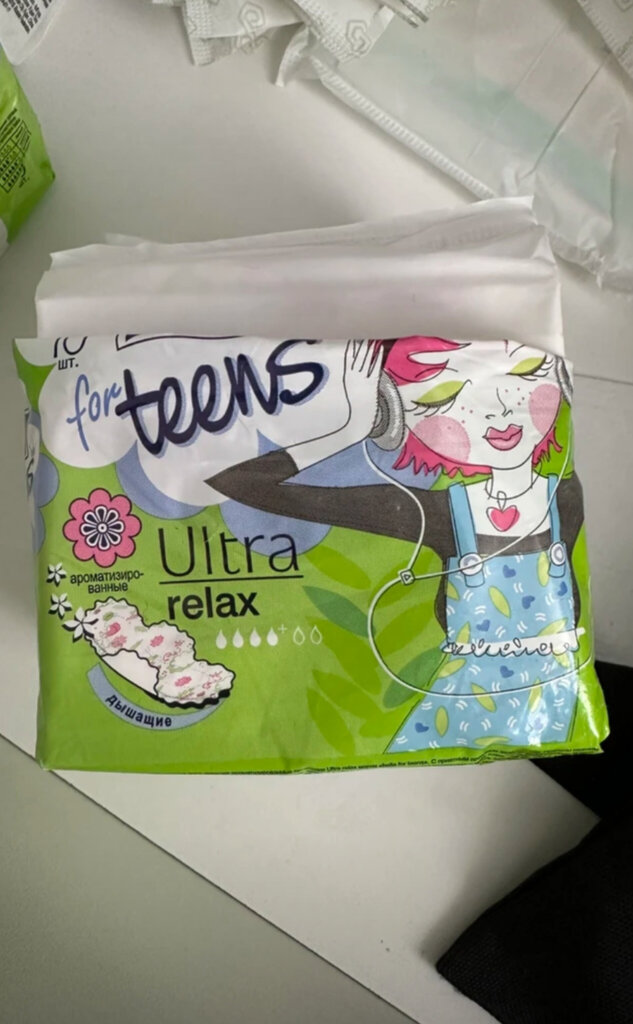 шт.
for teens
Ultra
relax
ароматизиро-
ванные
дышащие